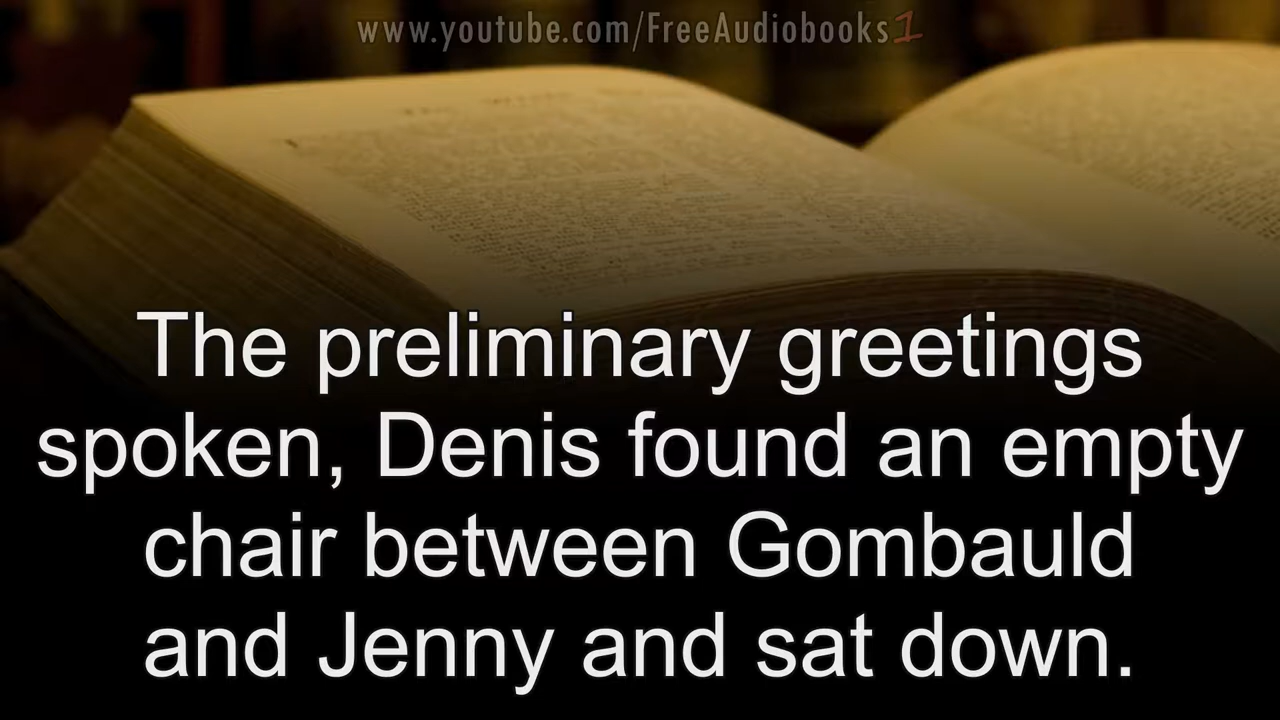 www.youtube.com/FreeAudiobooks1
The preliminary greetings
spoken, Denis found an empty
chair between Gombauld
and Jenny and sat down.